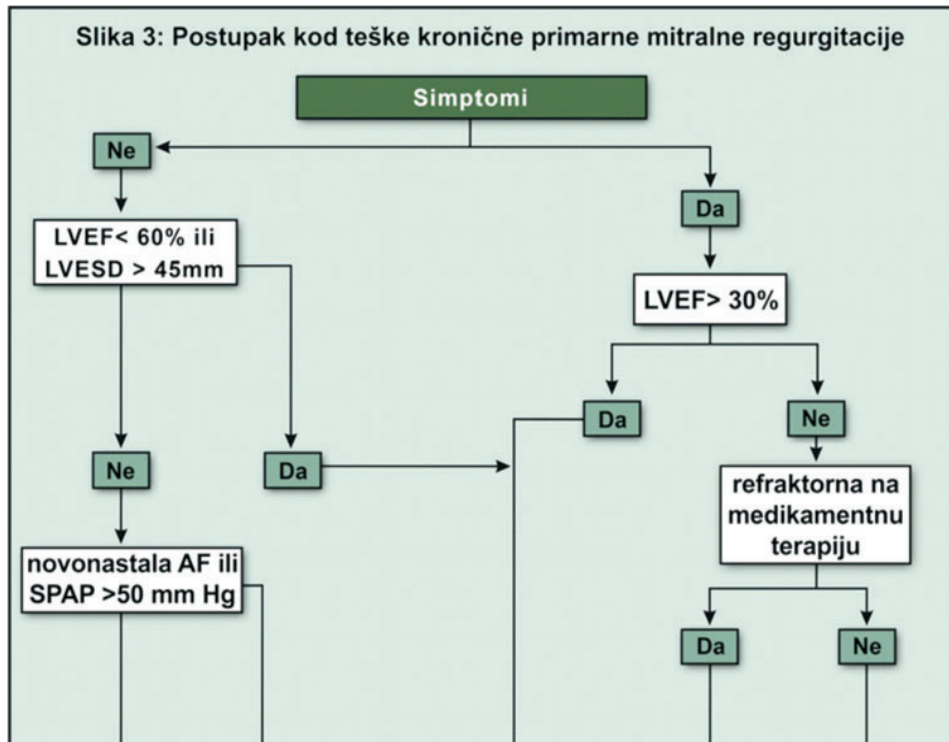 Slika 3: Postupak kod teške kronične primarne mitralne regurgitacije
Simptomi
Ne
Da
LVEF< 60% ili
LVESD > 45mm
LVEF> 30%
Da
Ne
Ne
Da
refraktorna na
medikamentnu
terapiju
novonastala AF ili
SPAP >50 mm Hg
Da
Ne